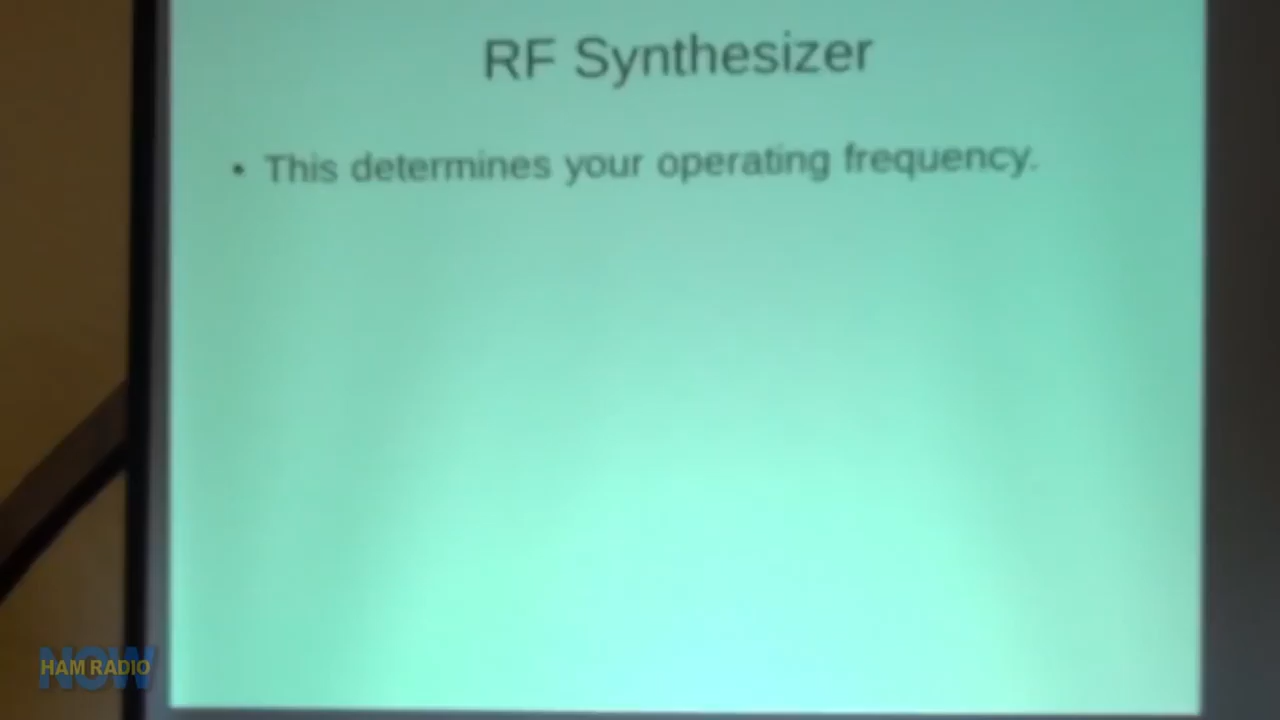 RF Synthesizer
• This determines your operating frequency.
HAM RADIO
NOW